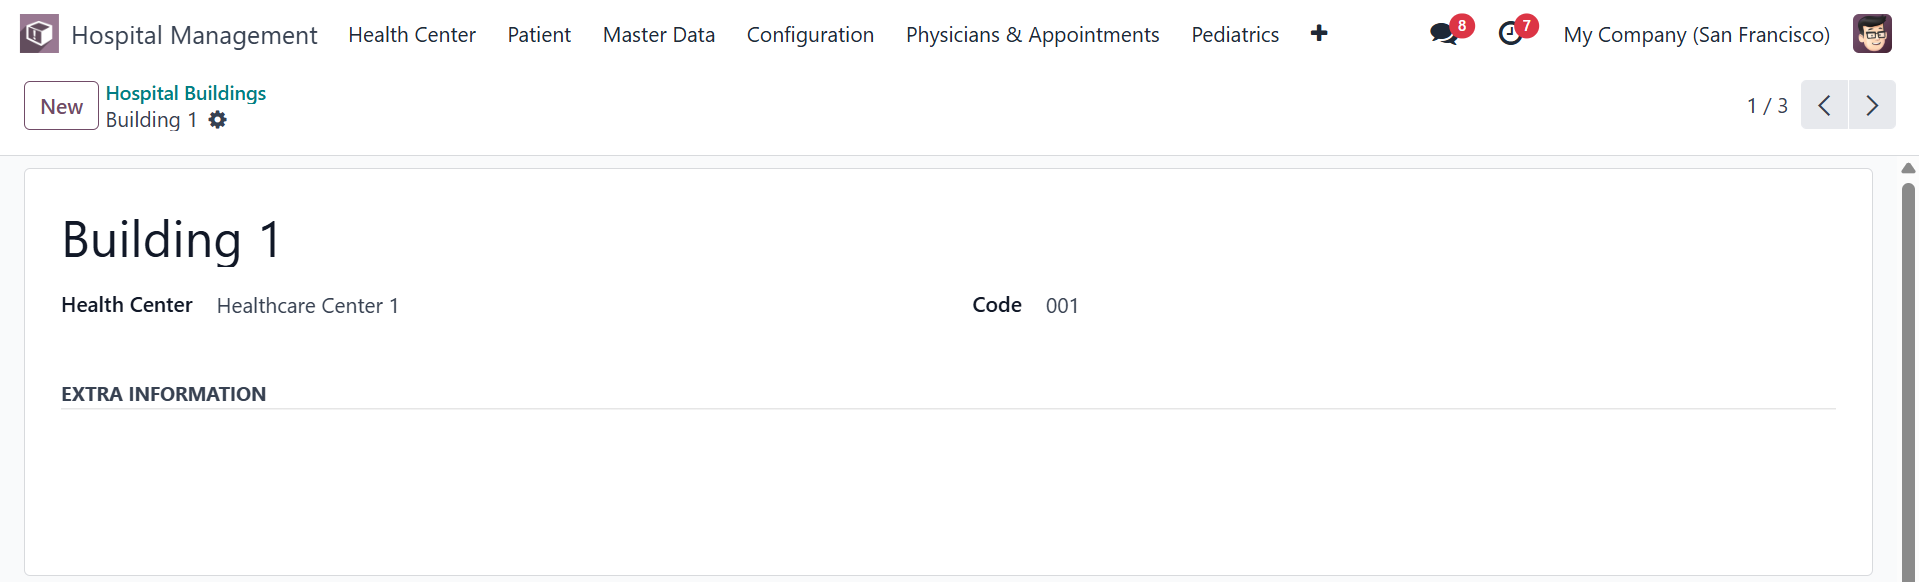 Hospital Management Health Center Patient Master Data Configuration Physicians & Appointments Pediatrics + 8 7 My Company (San Francisco)
New Hospital Buildings
Building 1
1 / 3
Building 1
Health Center Healthcare Center 1 Code 001
EXTRA INFORMATION